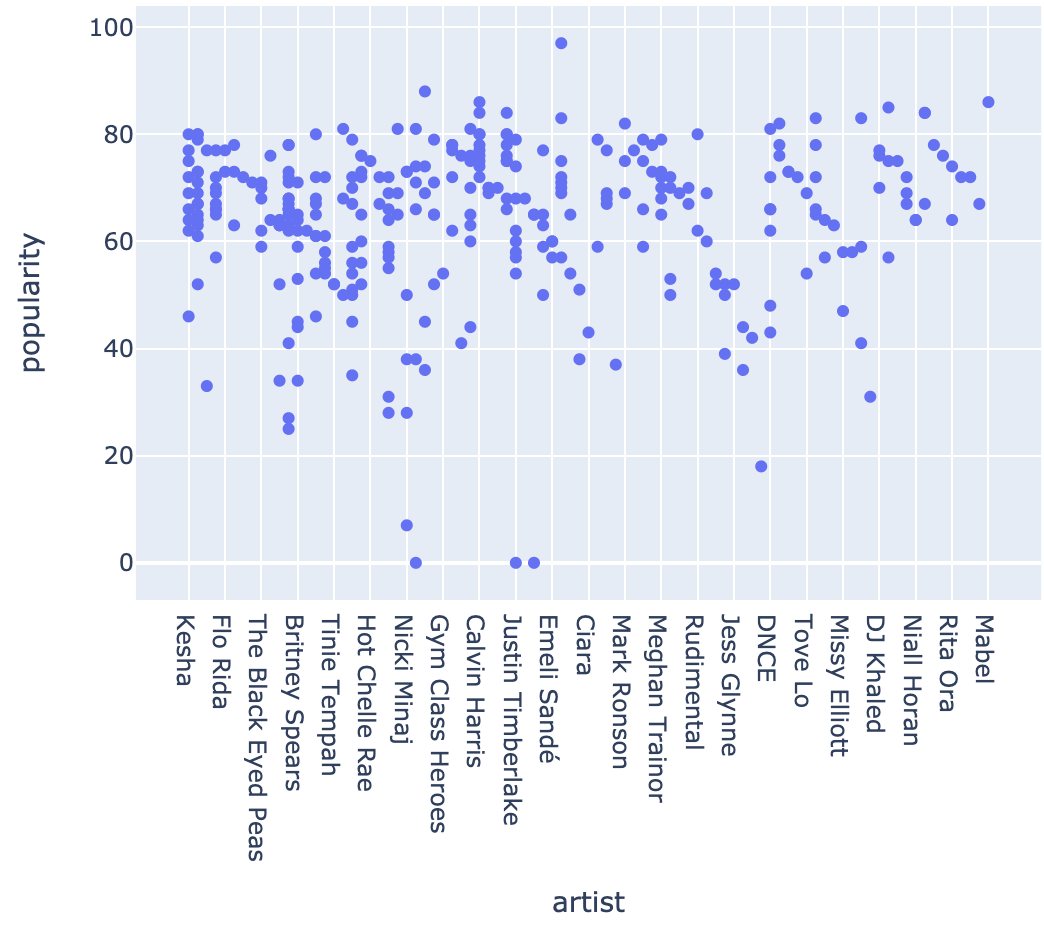 popularity
100
80
60
40
20
0
Kesha
Flo Rida
The Black Eyed Peas
Britney Spears
Tinie Tempah
Hot Chelle Rae
Nicki Minaj
Gym Class Heroes
Calvin Harris
Justin Timberlake
Emeli Sandé
Ciara
Mark Ronson
Meghan Trainor
Rudimental
Jess Glynne
DNCE
Tove Lo
Missy Elliott
DJ Khaled
Niall Horan
Rita Ora
Mabel
artist